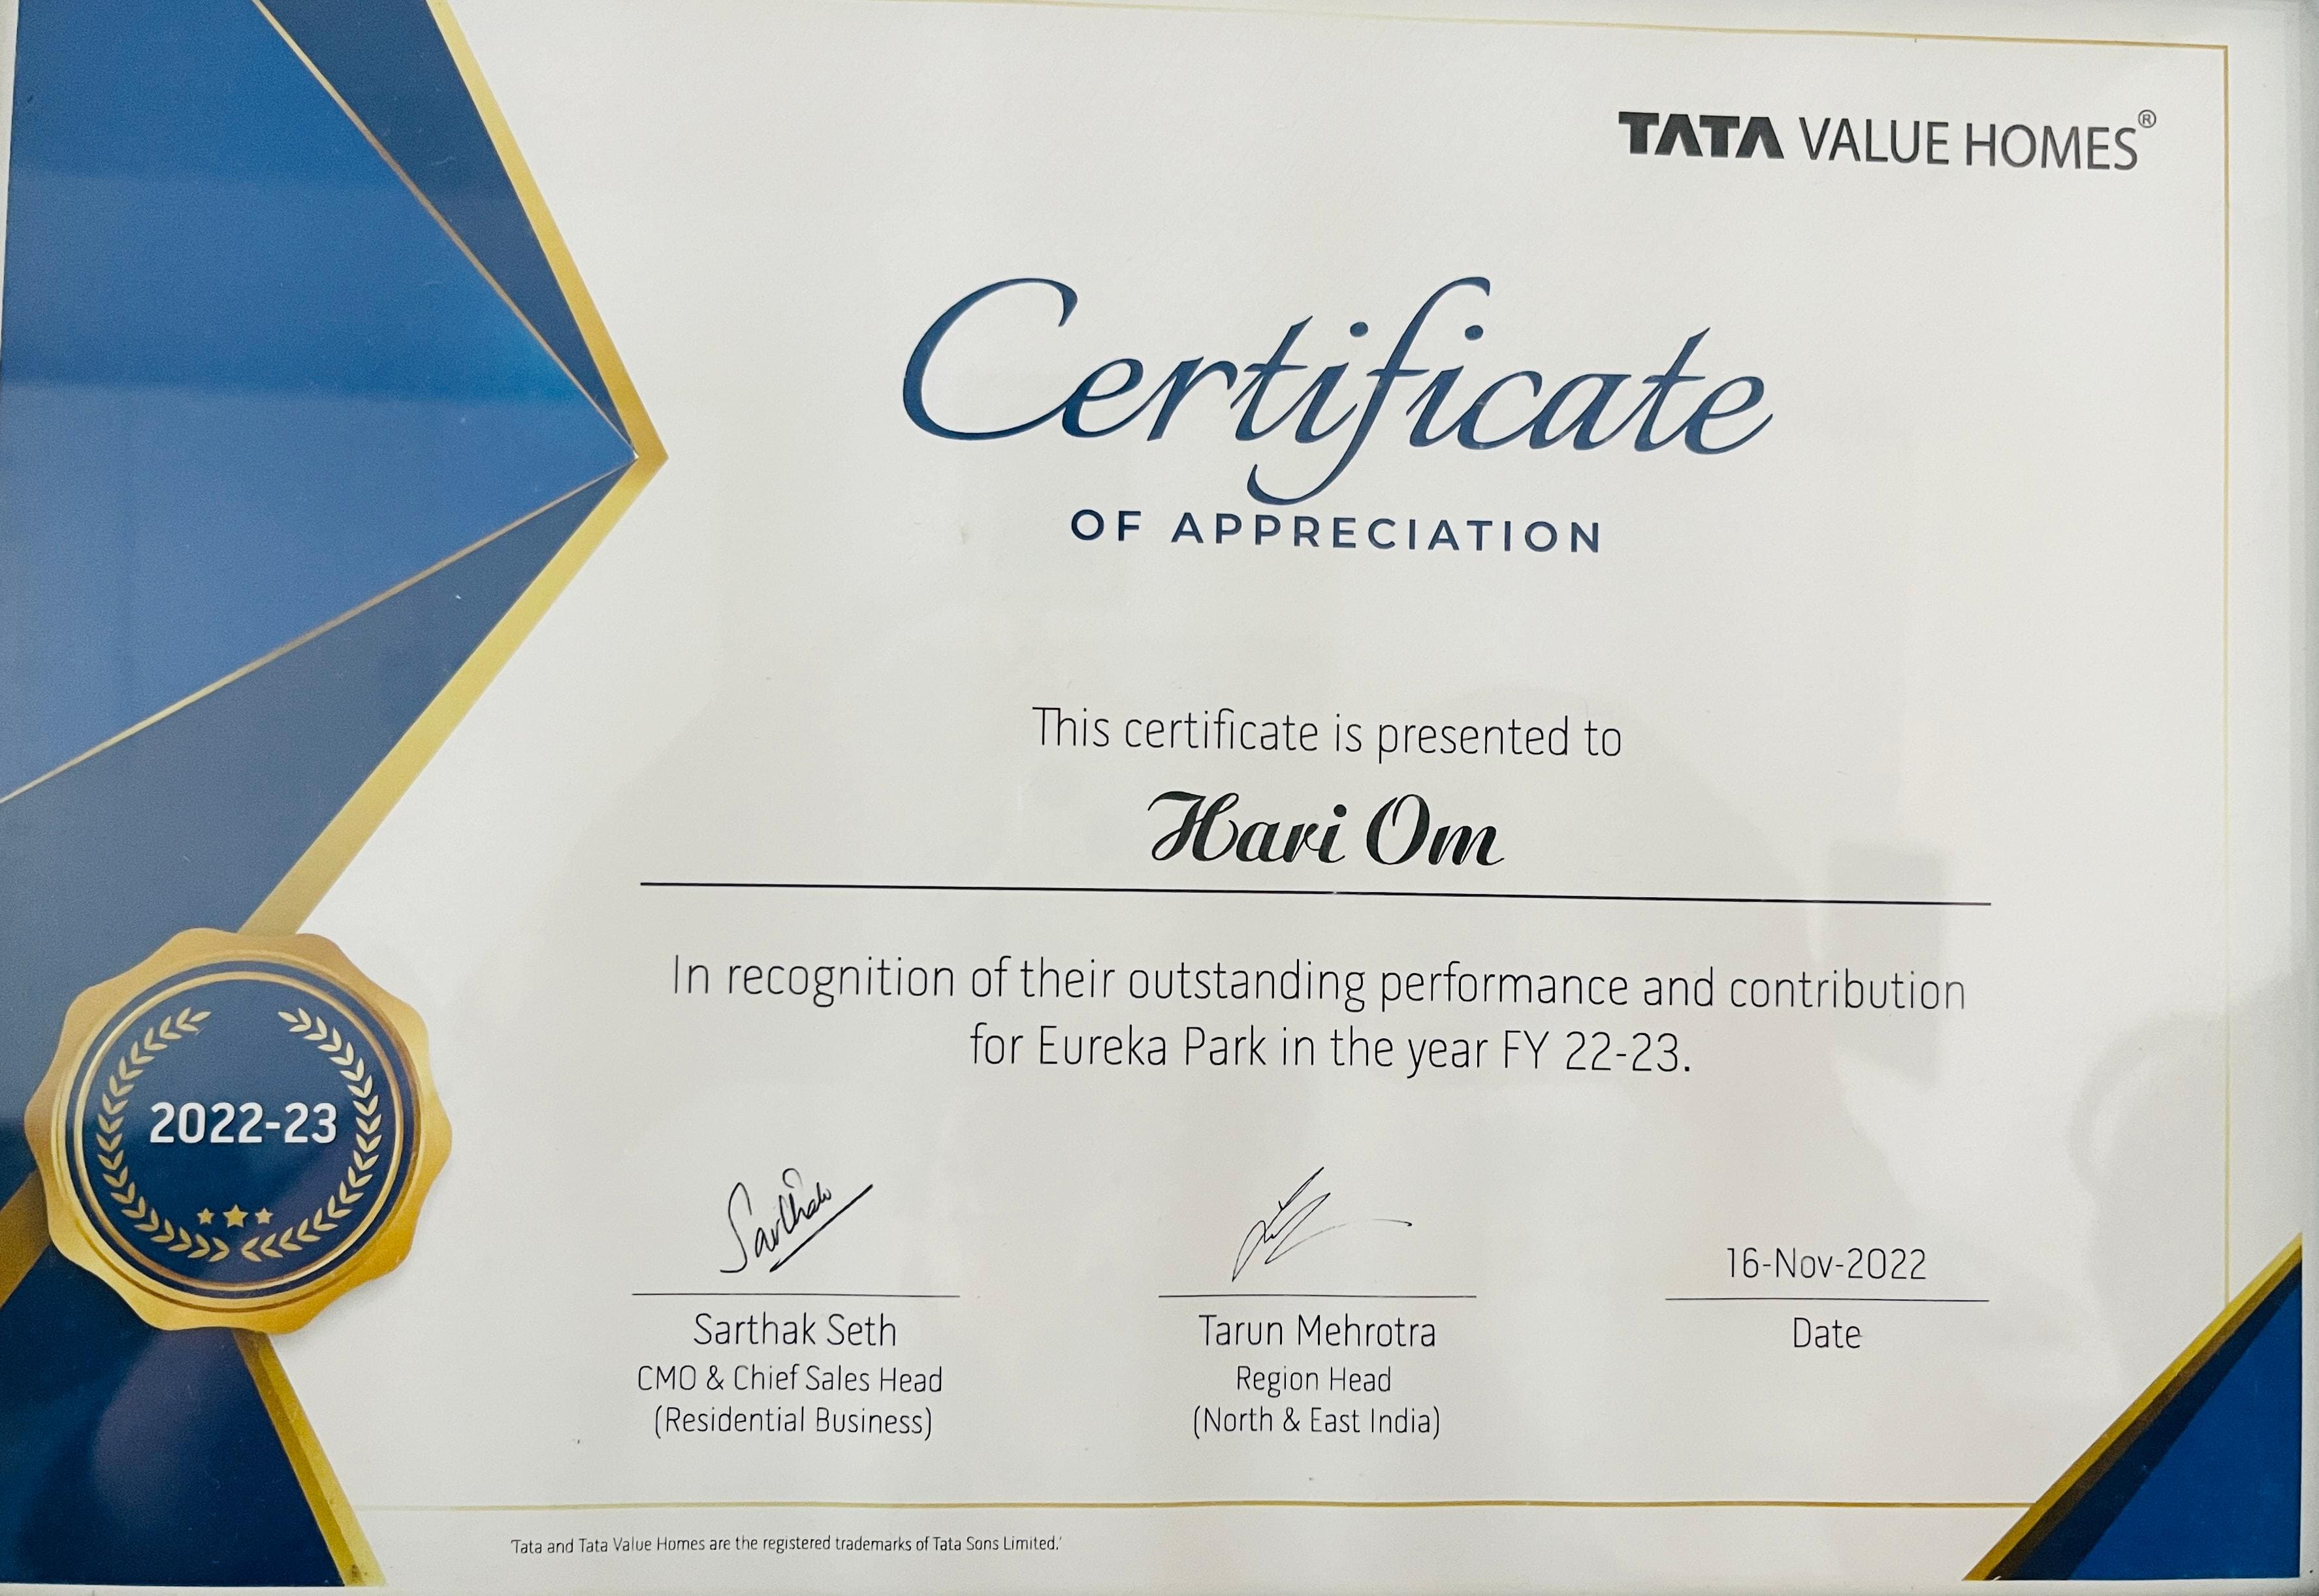 TATA VALUE HOMES®
Certificate
OF APPRECIATION
This certificate is presented to
Hari Om
In recognition of their outstanding performance and contribution
for Eureka Park in the year FY 22-23.
2022-23
Sarthak
16-Nov-2022
Sarthak Seth
Tarun Mehrotra
Date
CMO & Chief Sales Head
Region Head
(Residential Business)
(North & East India)
'Tata and Tata Value Homes are the registered trademarks of Tata Sons Limited.'